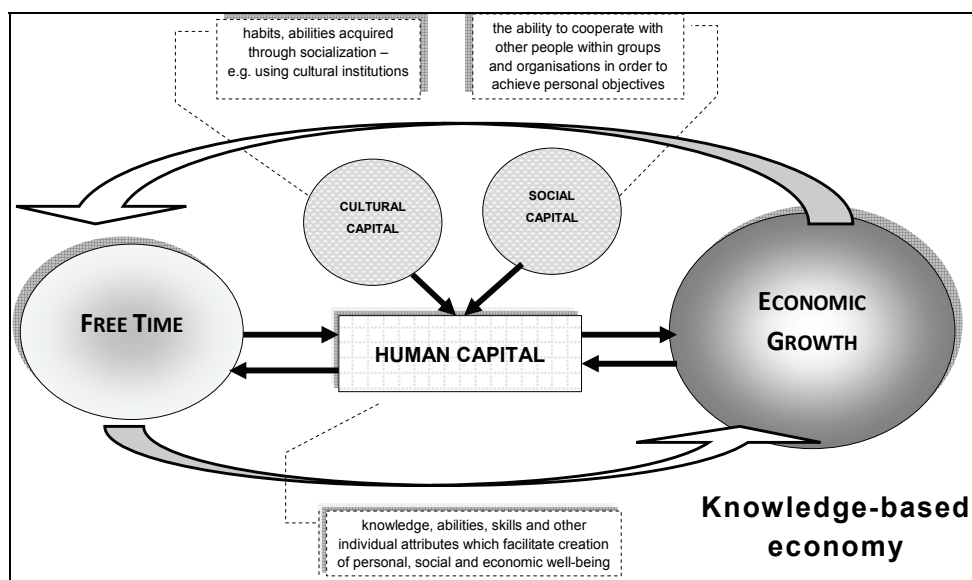 habits, abilities acquired
through socialization –
e.g. using cultural institutions
the ability to cooperate with
other people within groups
and organisations in order to
achieve personal objectives
CULTURAL
CAPITAL
SOCIAL
CAPITAL
FREE TIME
HUMAN CAPITAL
ECONOMIC
GROWTH
knowledge, abilities, skills and other
individual attributes which facilitate creation
of personal, social and economic well-being
Knowledge-based
economy